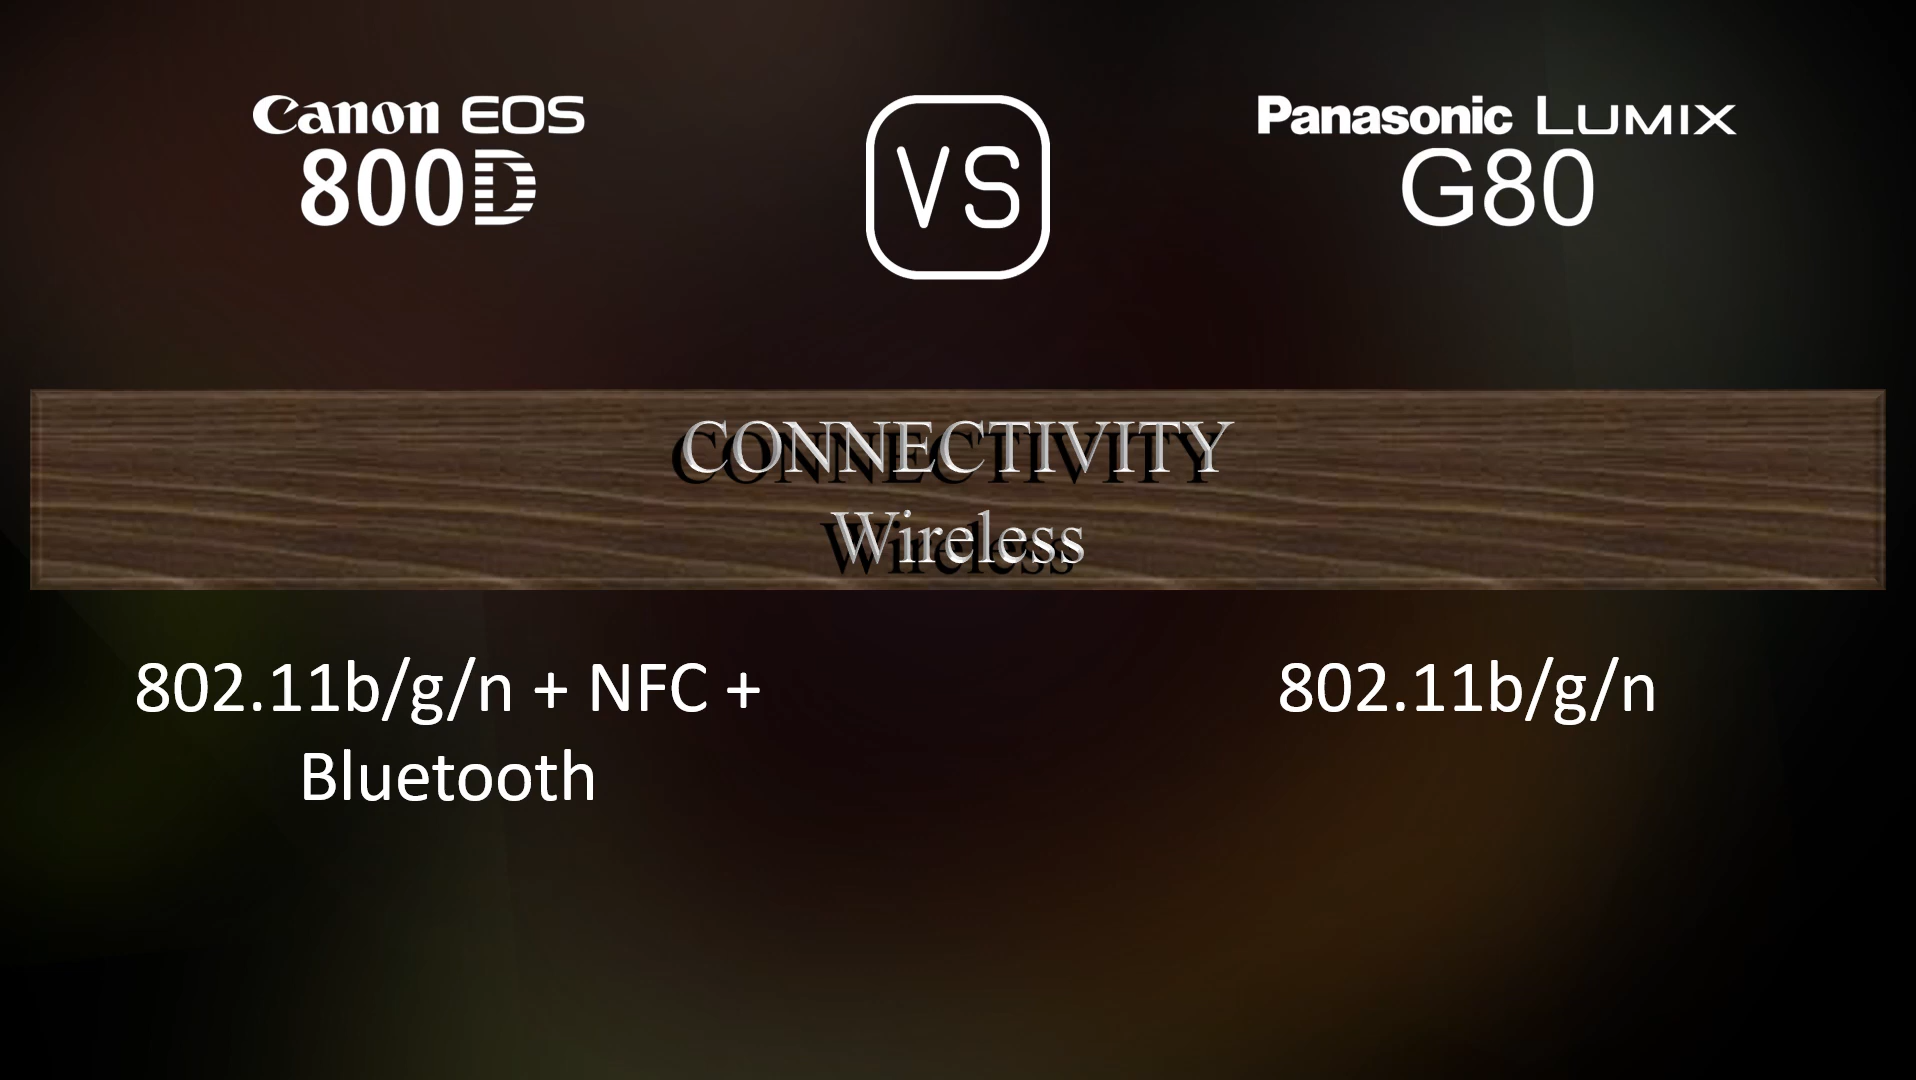 Canon EOS
800D
VS
Panasonic LUMIX
G80
CONNECTIVITY
Wireless
802.11b/g/n + NFC +
Bluetooth
802.11b/g/n